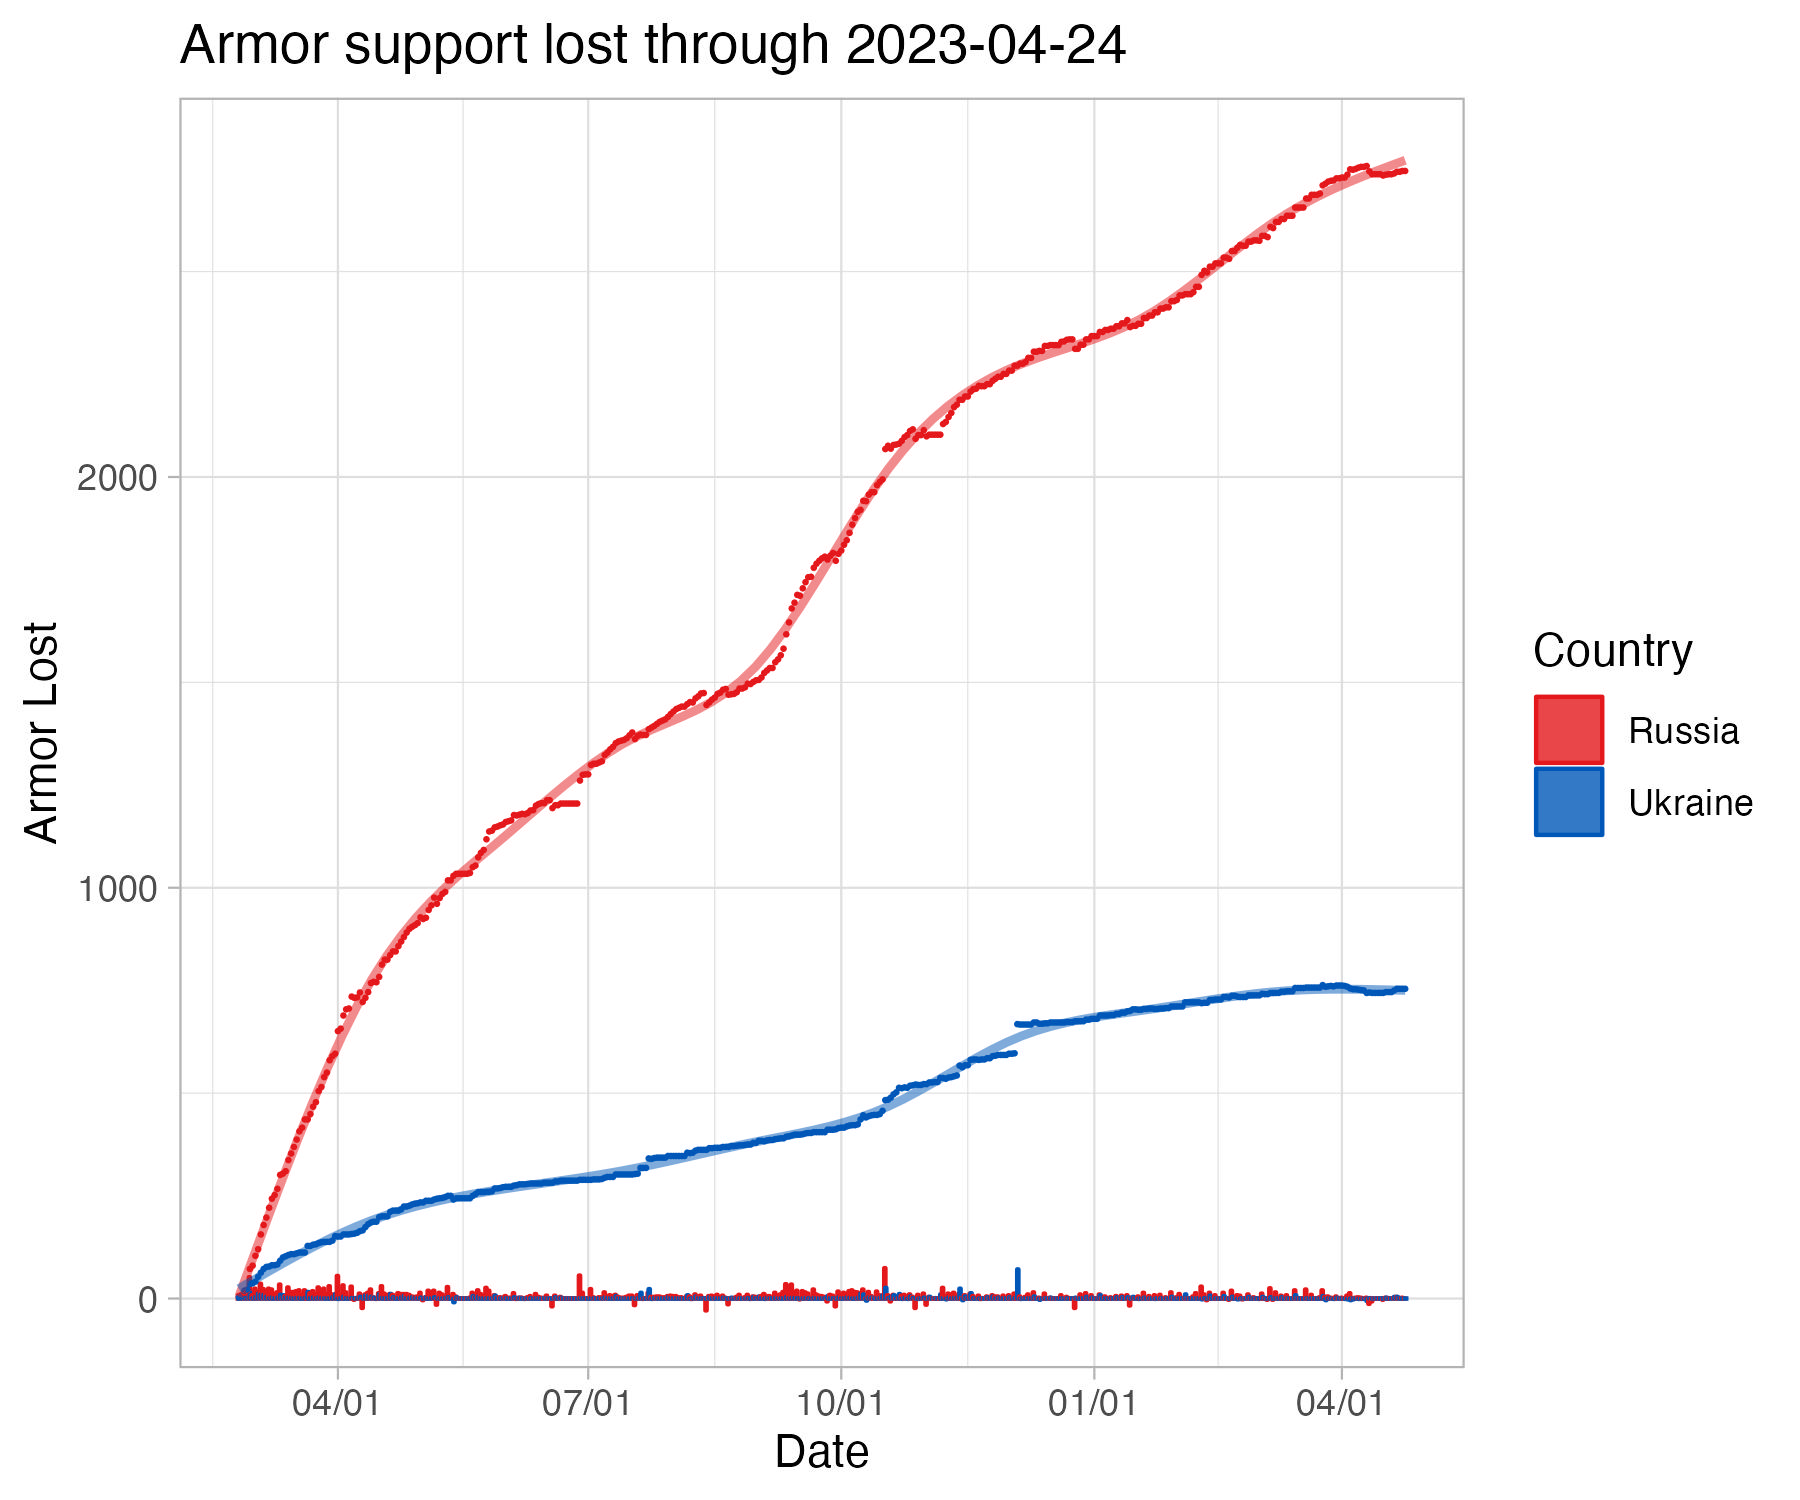 Armor support lost through 2023-04-24
Armor Lost
2000
1000
0
04/01 07/01 10/01 01/01 04/01
Date
Country
Russia
Ukraine